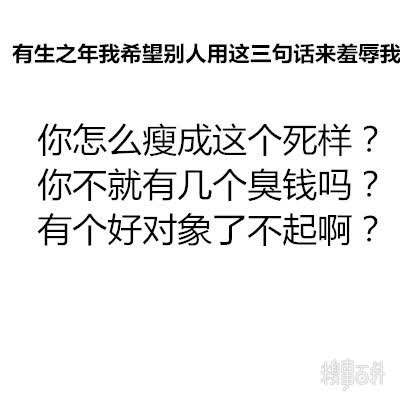 有生之年我希望别人用这三句话来羞辱我
你怎么瘦成这个死样？
你不就有几个臭钱吗？
有个好对象了不起啊？
糗事百科